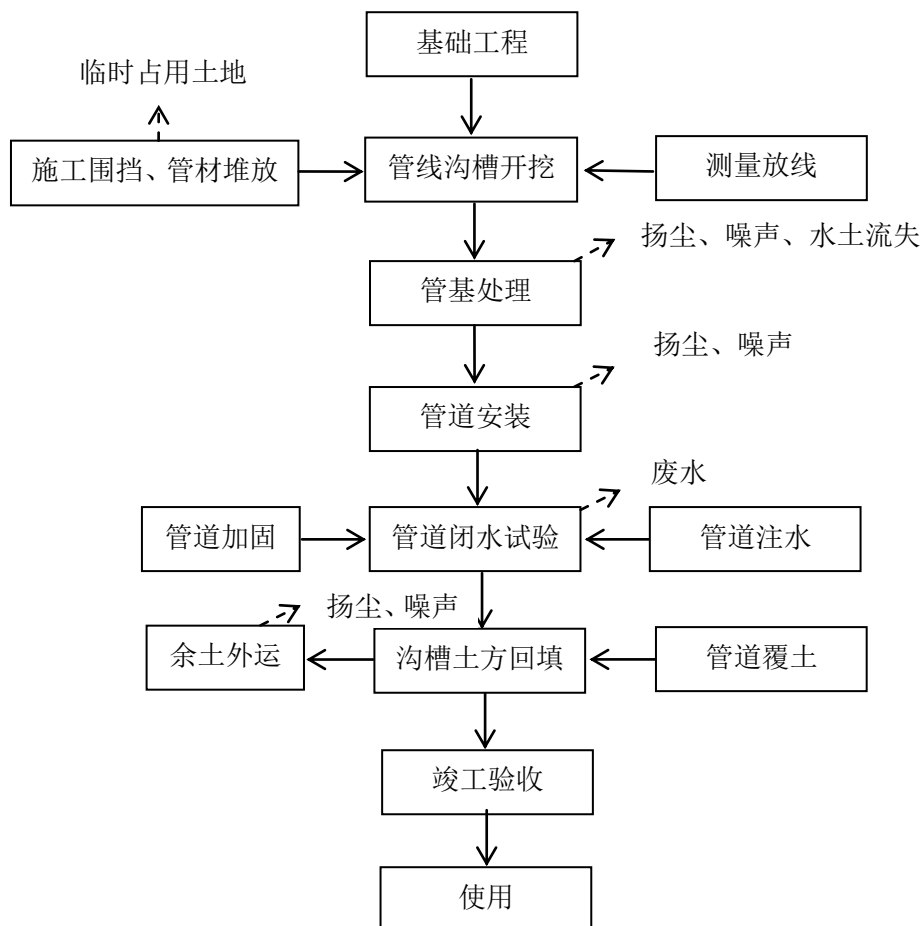 基础工程
临时占用土地
施工围挡、管材堆放
管线沟槽开挖
测量放线
扬尘、噪声、水土流失
管基处理
扬尘、噪声
管道安装
废水
管道加固
管道闭水试验
管道注水
扬尘、噪声
余土外运
沟槽土方回填
管道覆土
竣工验收
使用